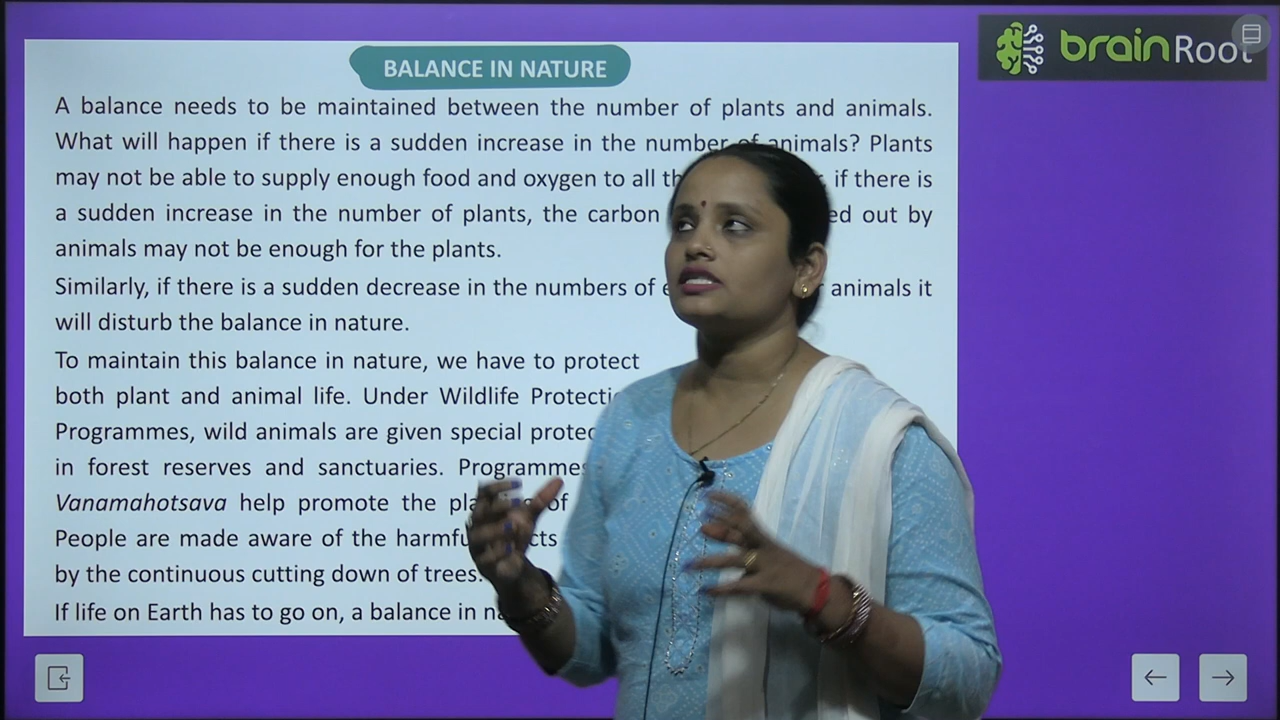 BALANCE IN NATURE
brainRoot
A balance needs to be maintained between the number of plants and animals.
What will happen if there is a sudden increase in the number of animals? Plants
may not be able to supply enough food and oxygen to all if there is
a sudden increase in the number of plants, the carbon out by
animals may not be enough for the plants.
Similarly, if there is a sudden decrease in the numbers of animals it
will disturb the balance in nature.
To maintain this balance in nature, we have to protect
both plant and animal life. Under Wildlife
Programmes, wild animals are given special
in forest reserves and sanctuaries. Programmes
Vanamahotsava help promote the of
People are made aware of the
by the continuous cutting down of trees.
If life on Earth has to go on, a balance in